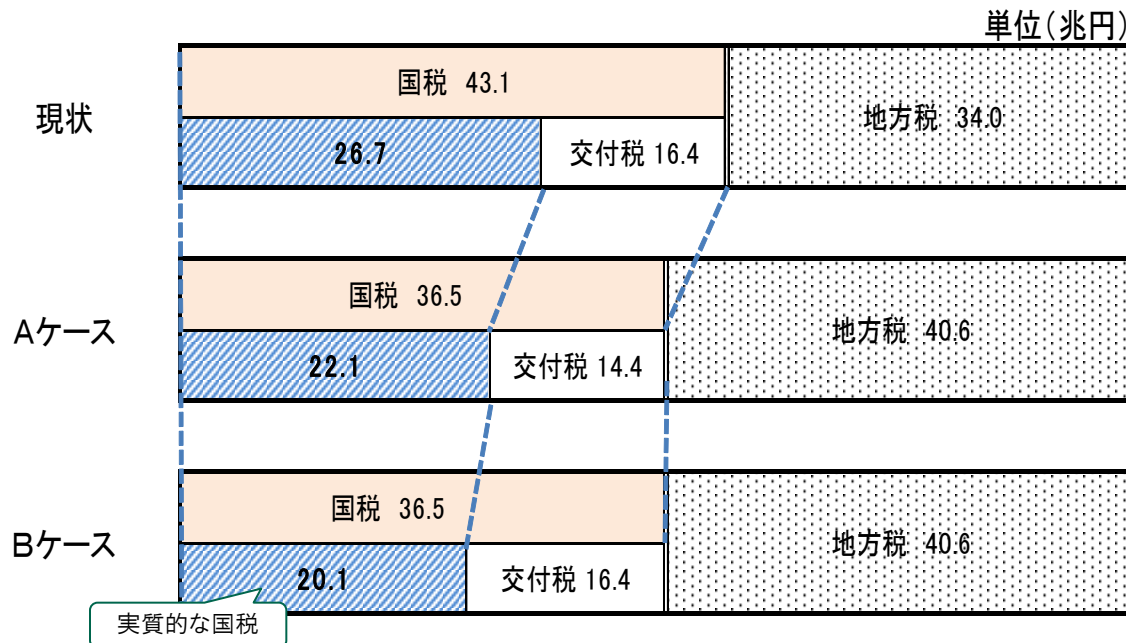 単位(兆円)
国税 43.1
現状
地方税 34.0
26.7
交付税 16.4
国税 36.5
Aケース
地方税 40.6
22.1
交付税 14.4
国税 36.5
Bケース
地方税 40.6
20.1
交付税 16.4
実質的な国税